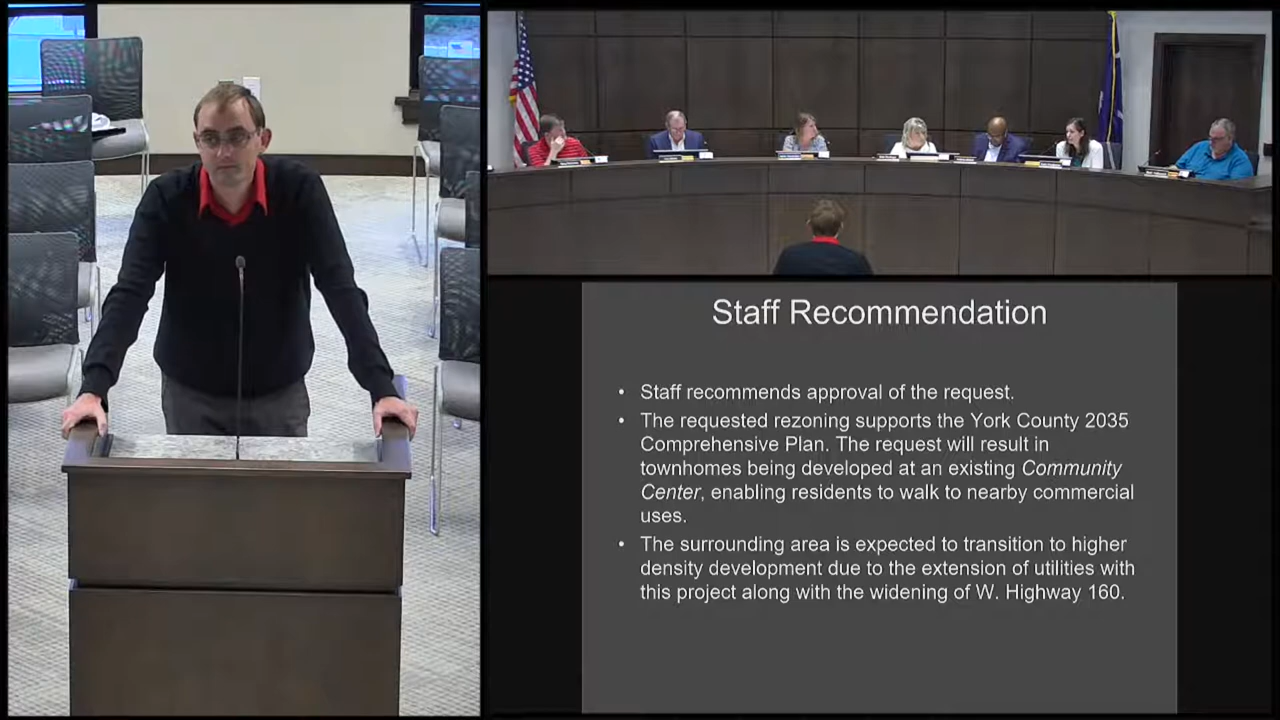 Staff Recommendation
• Staff recommends approval of the request.
• The requested rezoning supports the York County 2035
Comprehensive Plan. The request will result in
townhomes being developed at an existing Community
Center, enabling residents to walk to nearby commercial
uses.
• The surrounding area is expected to transition to higher
density development due to the extension of utilities with
this project along with the widening of W. Highway 160.